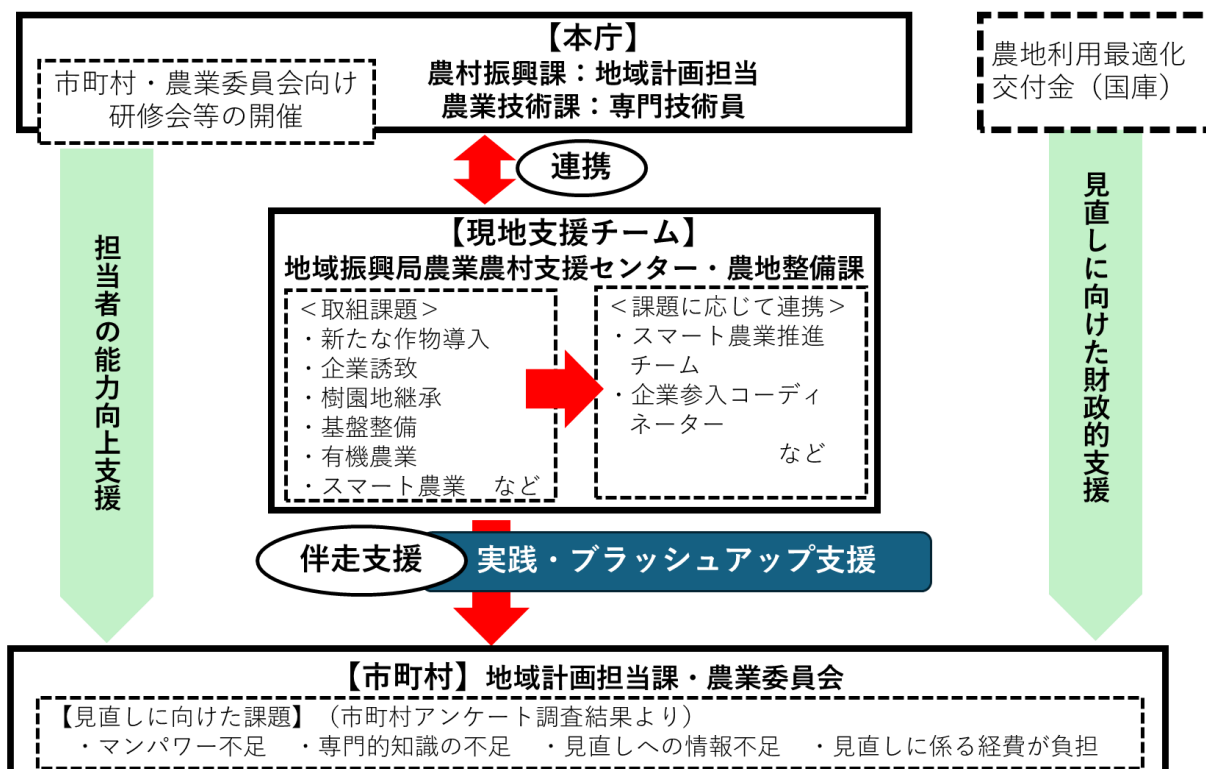 【本庁】
農村振興課：地域計画担当
農業技術課：専門技術員
市町村・農業委員会向け
研修会等の開催
農地利用最適化
交付金（国庫）
連携
担当者の能力向上支援
見直しに向けた財政的支援
【現地支援チーム】
地域振興局農業農村支援センター・農地整備課
＜取組課題＞
・新たな作物導入
・企業誘致
・樹園地継承
・基盤整備
・有機農業
・スマート農業　など
＜課題に応じて連携＞
・スマート農業推進
チーム
・企業参入コーディ
ネーター
など
伴走支援
実践・ブラッシュアップ支援
【市町村】地域計画担当課・農業委員会
【見直しに向けた課題】（市町村アンケート調査結果より）
・マンパワー不足　・専門的知識の不足　・見直しへの情報不足　・見直しに係る経費が負担